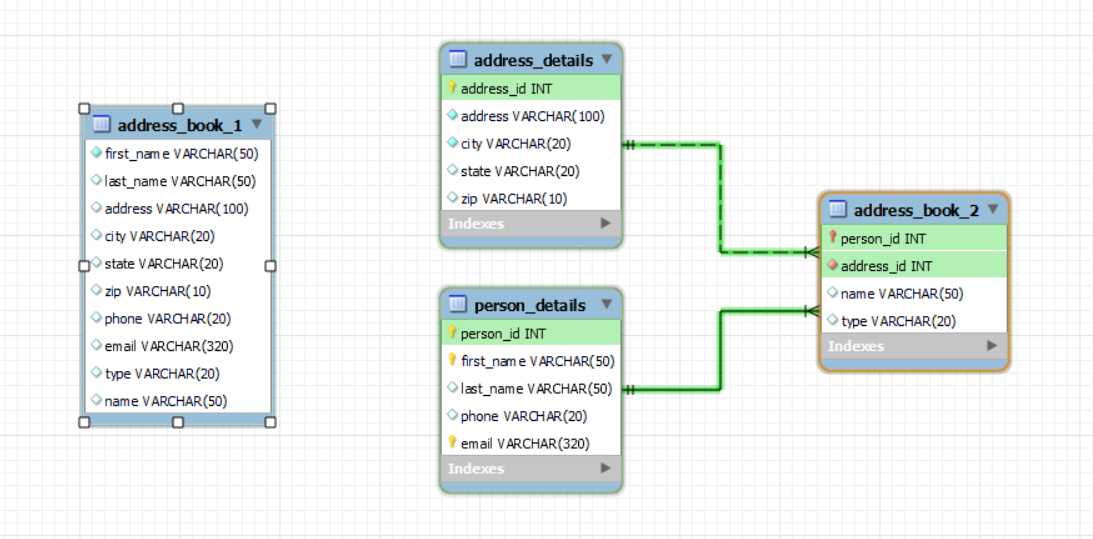 address_book_1
first_name VARCHAR(50)
last_name VARCHAR(50)
address VARCHAR(100)
city VARCHAR(20)
state VARCHAR(20)
zip VARCHAR(10)
phone VARCHAR(20)
email VARCHAR(320)
type VARCHAR(20)
name VARCHAR(50)
address_details
address_id INT
address VARCHAR(100)
city VARCHAR(20)
state VARCHAR(20)
zip VARCHAR(10)
Indexes
person_details
person_id INT
first_name VARCHAR(50)
last_name VARCHAR(50)
phone VARCHAR(20)
email VARCHAR(320)
Indexes
address_book_2
person_id INT
address_id INT
name VARCHAR(50)
type VARCHAR(20)
Indexes